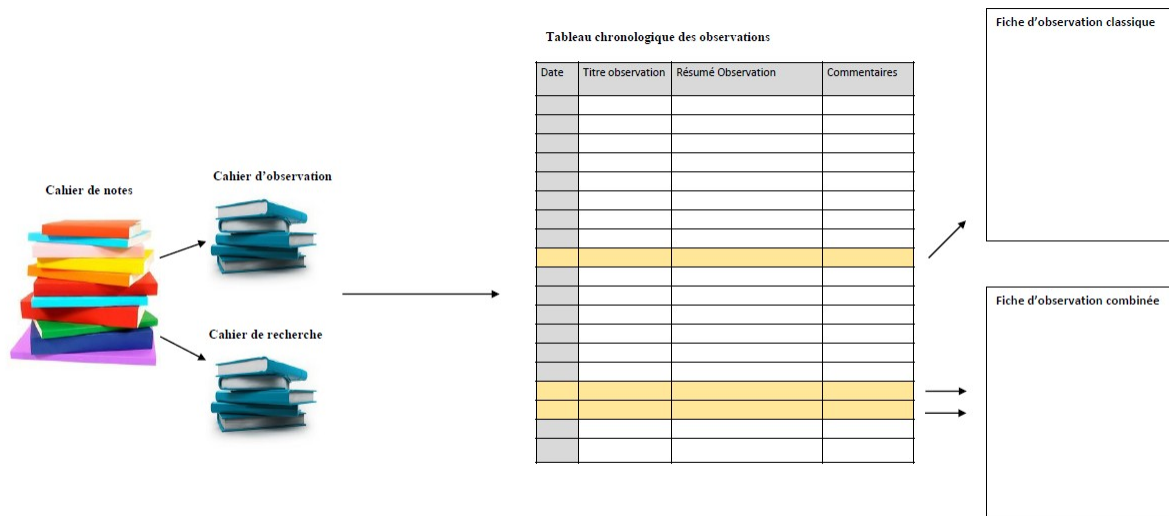 Cahier de notes
Cahier d’observation
Cahier de recherche
Tableau chronologique des observations
Date Titre observation Résumé Observation Commentaires
Fiche d’observation classique
Fiche d’observation combinée